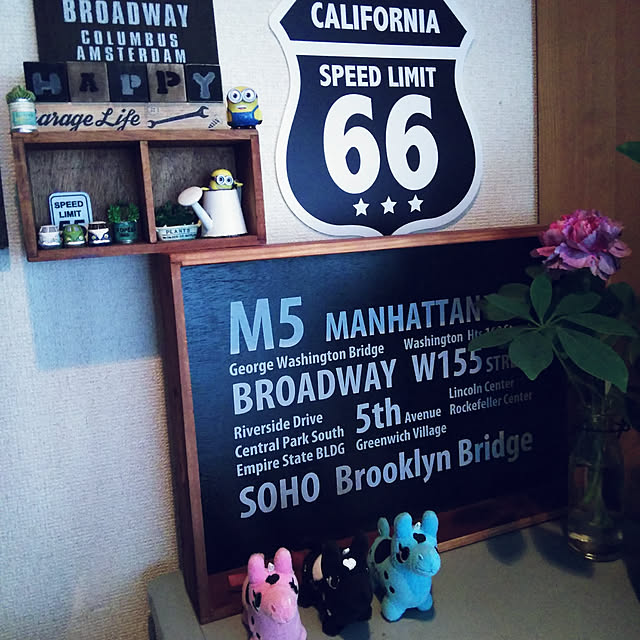 BROADWAY
COLUMBUS
AMSTERDAM
HAPPY
Garage Life
SPEED
LIMIT
PLANTS
CALIFORNIA
SPEED LIMIT
66
M5 MANHATTAN
George Washington Bridge Washington
BROADWAY W155
Riverside Drive 5th Avenue Lincoln Center
Central Park South Rockefeller Center
Empire State BLDG Greenwich Village
SOHO Brooklyn Bridge